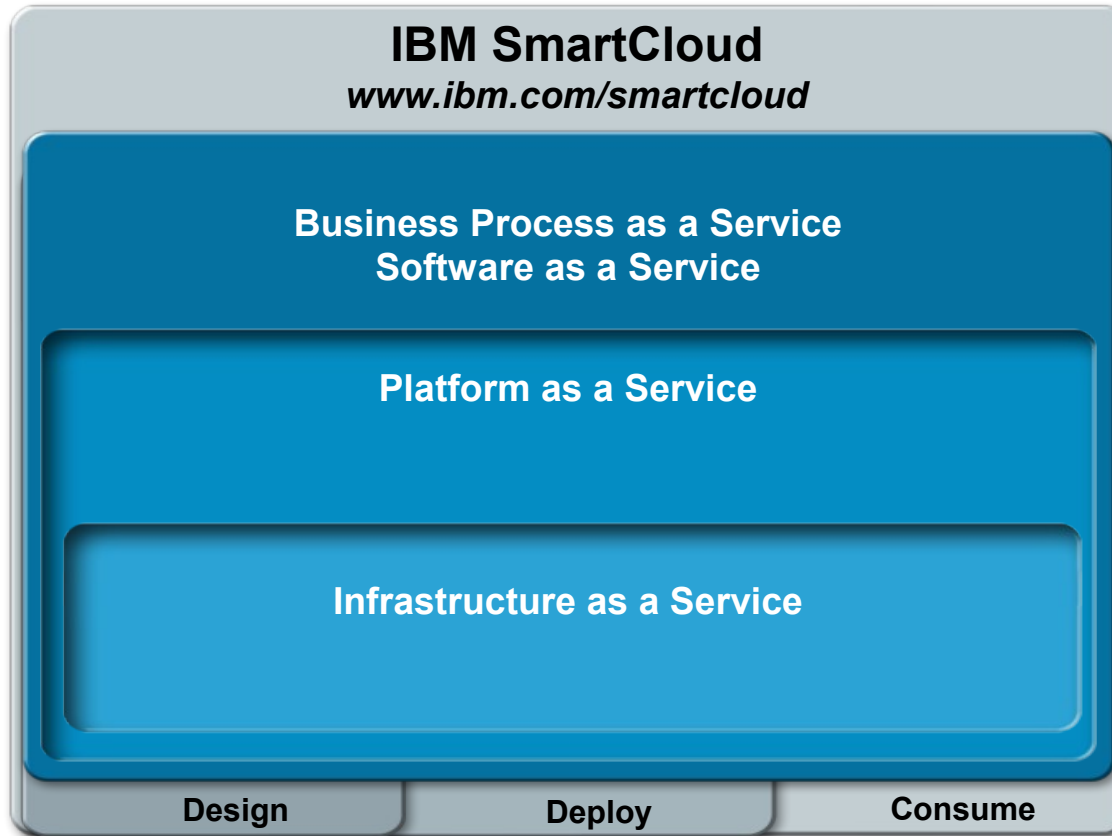 IBM SmartCloud
www.ibm.com/smartcloud
Business Process as a Service
Software as a Service
Platform as a Service
Infrastructure as a Service
Design
Deploy
Consume